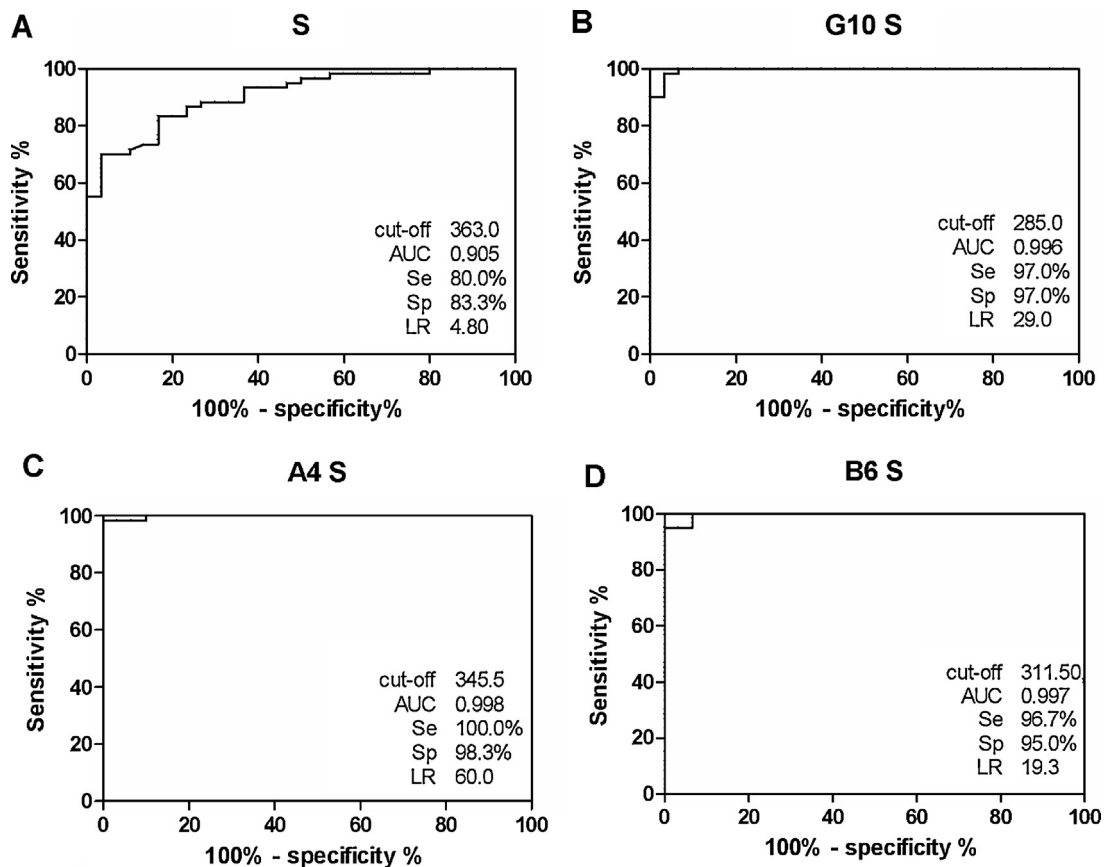 A
S
100
80
60
40
20
0
Sensitivity %
cut-off 363.0
AUC 0.905
Se 80.0%
Sp 83.3%
LR 4.80
0 20 40 60 80 100
100% - specificity%
B
G10 S
100
80
60
40
20
0
Sensitivity %
cut-off 285.0
AUC 0.996
Se 97.0%
Sp 97.0%
LR 29.0
0 20 40 60 80 100
100% - specificity%
C
A4 S
100
80
60
40
20
0
Sensitivity %
cut-off 345.5
AUC 0.998
Se 100.0%
Sp 98.3%
LR 60.0
0 20 40 60 80 100
100% - specificity %
D
B6 S
100
80
60
40
20
0
Sensitivity %
cut-off 311.50,
AUC 0.997
Se 96.7%
Sp 95.0%
LR 19.3
0 20 40 60 80 100
100% - specificity %